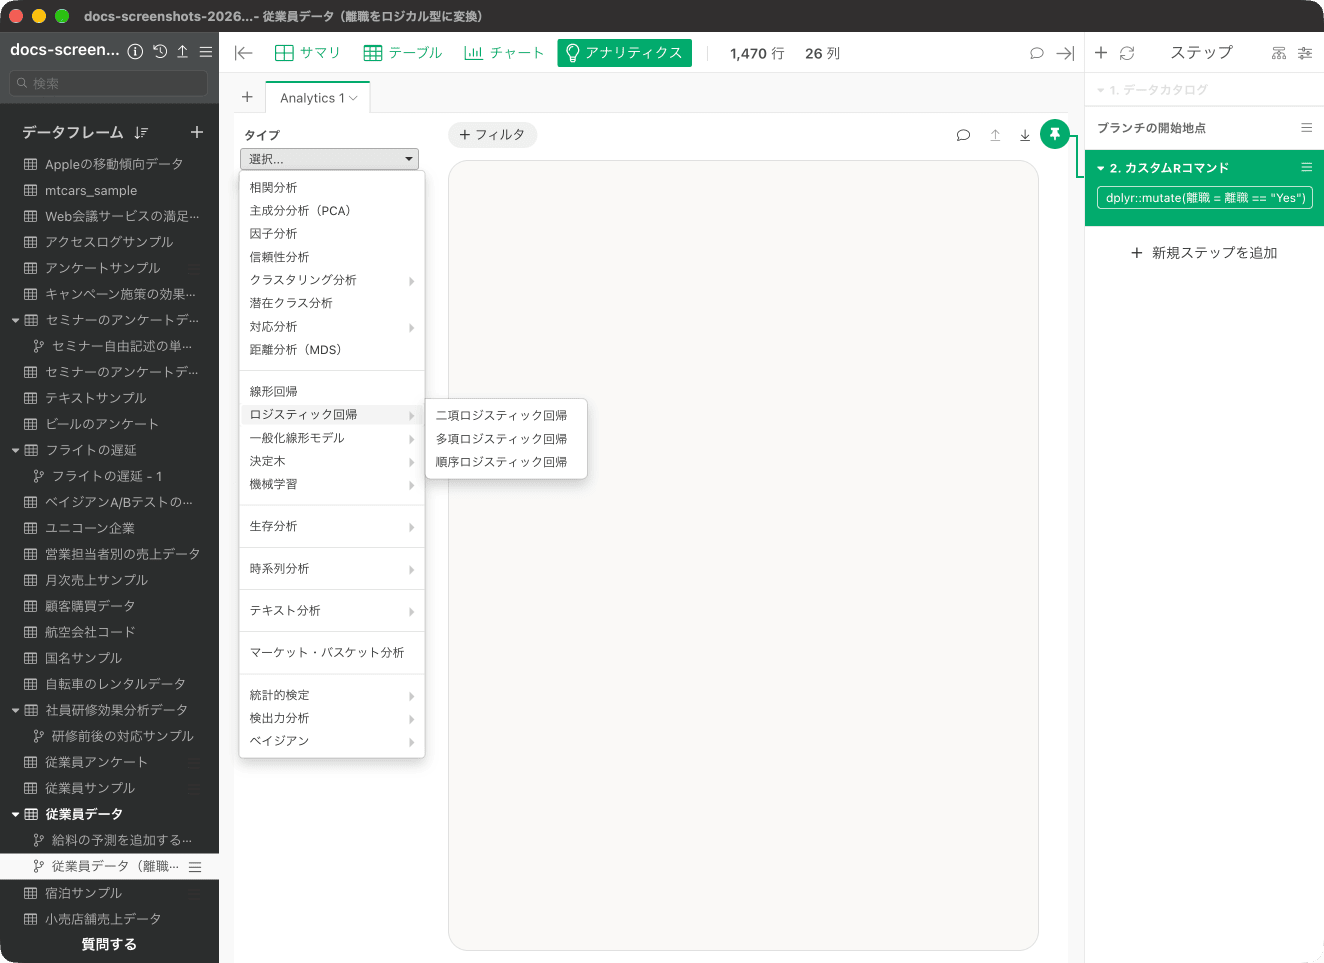 docs-screenshots-2026...- 従業員データ（離職をロジカル型に変換）
docs-screen...
検索
データフレーム
Appleの移動傾向データ
mtcars_sample
Web会議サービスの満足…
アクセスログサンプル
アンケートサンプル
キャンペーン施策の効果…
セミナーのアンケートデ…
セミナー自由記述の単…
セミナーのアンケートデ…
テキストサンプル
ビールのアンケート
フライトの遅延
フライトの遅延 - 1
ベイジアンA/Bテストの…
ユニコーン企業
営業担当者別の売上データ
月次売上サンプル
顧客購買データ
航空会社コード
国名サンプル
自転車のレンタルデータ
社員研修効果分析データ
研修前後の対応サンプル
従業員アンケート
従業員サンプル
従業員データ
給料の予測を追加する…
従業員データ（離職…
宿泊サンプル
小売店舗売上データ
質問する
サマリ
テーブル
チャート
アナリティクス
1,470 行
26 列
Analytics 1
タイプ
選択...
フィルタ
相関分析
主成分分析（PCA）
因子分析
信頼性分析
クラスタリング分析
潜在クラス分析
対応分析
距離分析（MDS）
線形回帰
ロジスティック回帰
一般化線形モデル
決定木
機械学習
生存分析
時系列分析
テキスト分析
マーケット・バスケット分析
統計的検定
検出力分析
ベイジアン
二項ロジスティック回帰
多項ロジスティック回帰
順序ロジスティック回帰
ステップ
1. データカタログ
ブランチの開始地点
2. カスタムRコマンド
dplyr::mutate(離職 = 離職 == "Yes")
新規ステップを追加